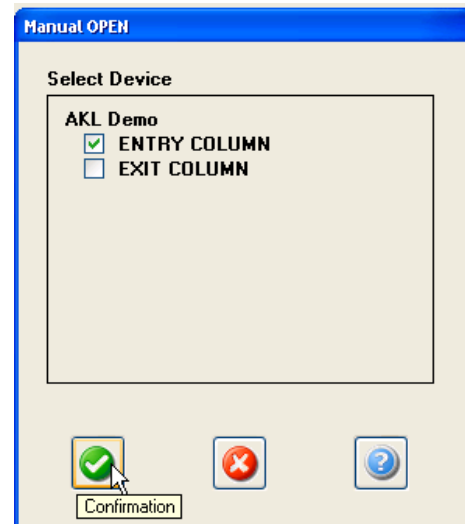 Manual OPEN
Select Device
AKL Demo
ENTRY COLUMN
EXIT COLUMN
Confirmation